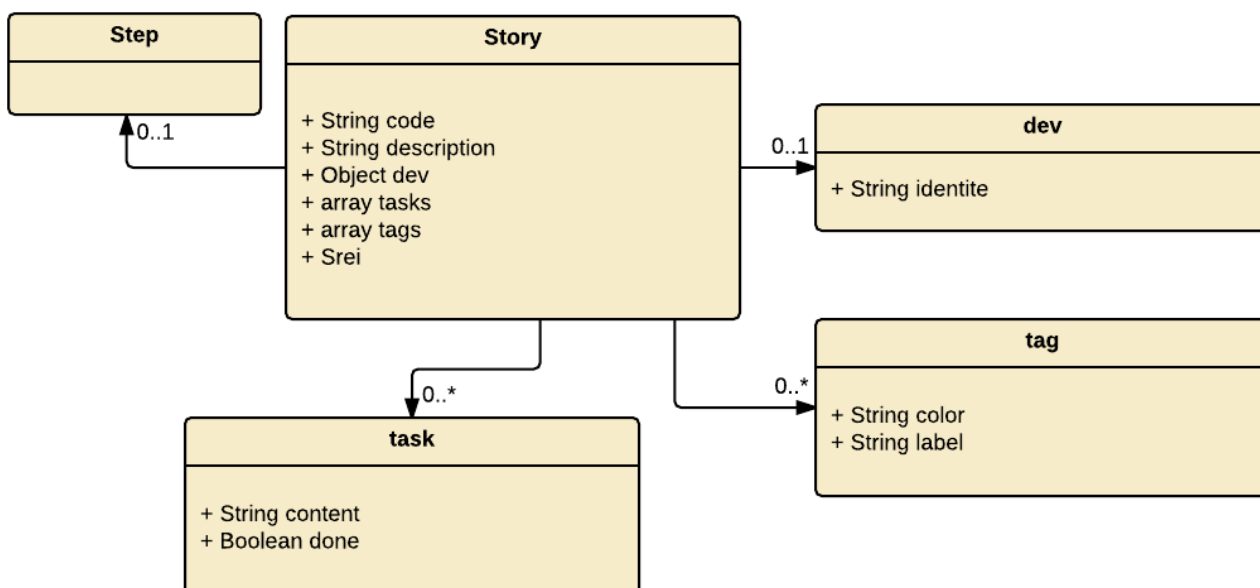 Step
0..1
Story
+ String code
+ String description
+ Object dev
+ array tasks
+ array tags
+ Srei
0..1
dev
+ String identite
0..*
tag
+ String color
+ String label
0..*
task
+ String content
+ Boolean done